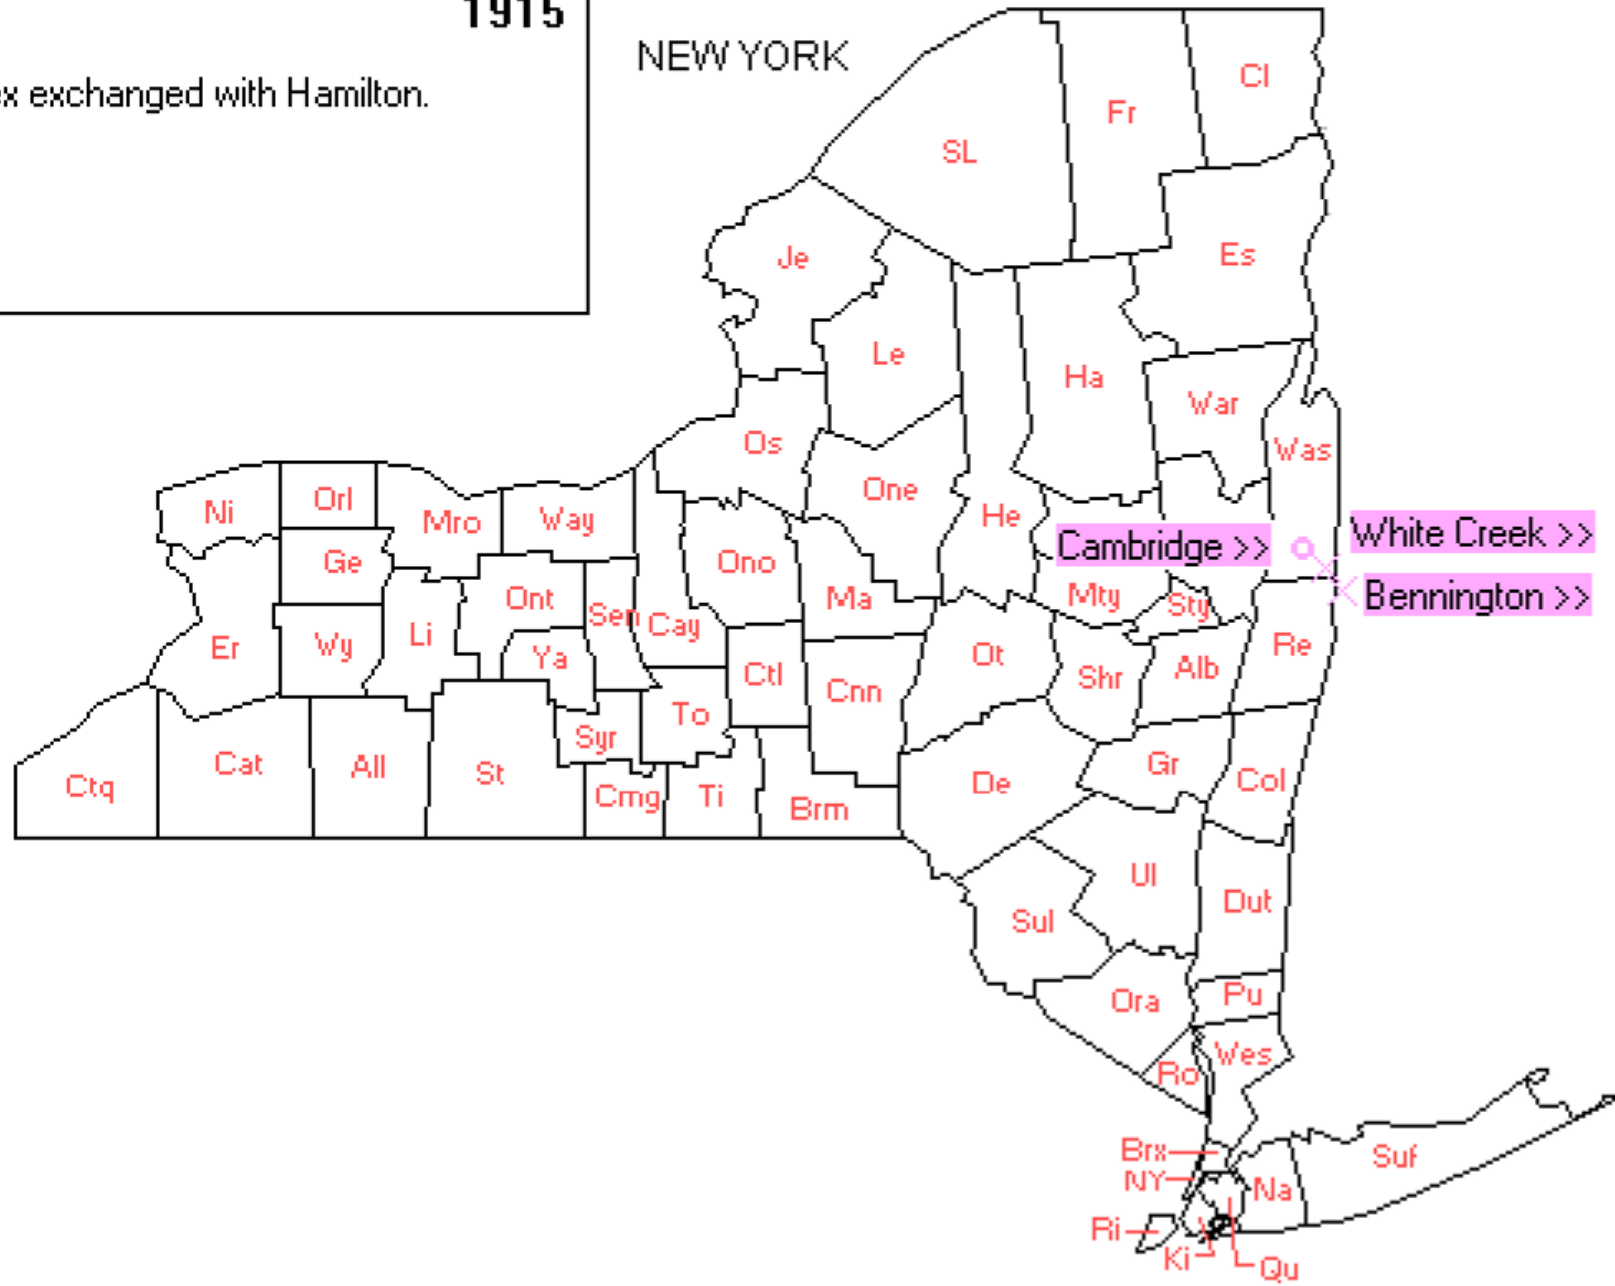 1915
NEW YORK
ex exchanged with Hamilton.
Cl
Fr
SL
Es
Je
Le
Ha
War
Os
Was
One
Ni
Orl
Mro
Way
He
White Creek >>
Cambridge >>
Ge
Ono
Bennington >>
Ont
Sen
Cay
Ma
Mty
Sty
Er
Wy
Li
Ya
Ctl
Cnn
Ot
Shr
Alb
Re
To
Syr
Ctq
Cat
All
St
Cmg
Ti
Brm
De
Gr
Col
Ul
Dut
Sul
Ora
Pu
Wes
Ro
Brx
NY
Suf
Na
Ri
Ki
Qu